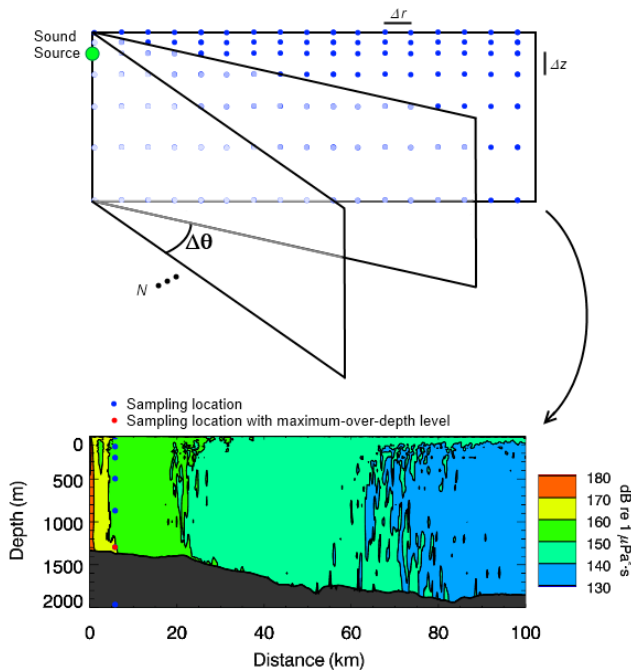 Δr
Sound
Source
Δz
Δθ
N
Sampling location
Sampling location with maximum-over-depth level
0
500
1000
1500
2000
Depth (m)
0
20
40
60
80
100
Distance (km)
180
170
160
150
140
130
dB re 1 μPa²·s